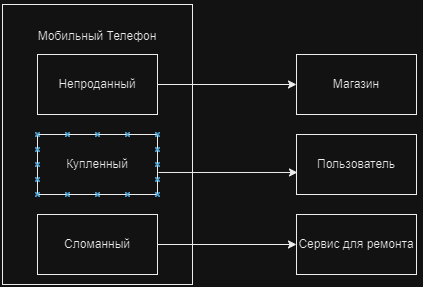 Мобильный Телефон
Непроданный
Магазин
Купленный
Пользователь
Сломанный
Сервис для ремонта